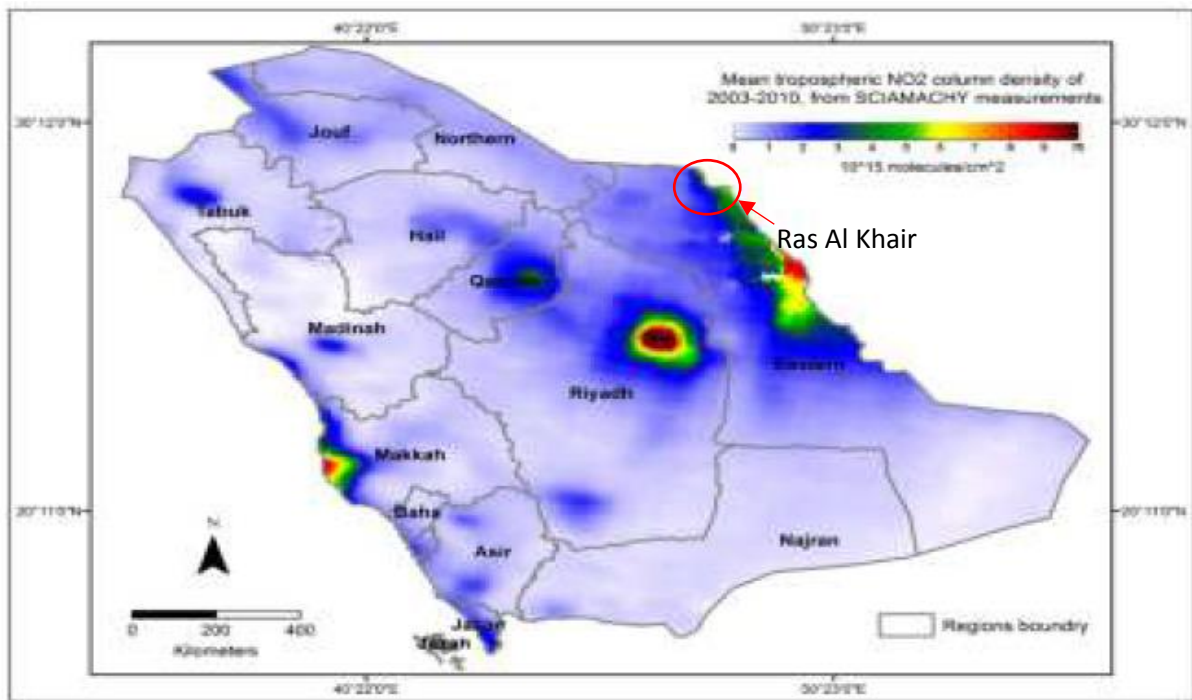 40°22'0"E
50°23'0"E
Mean tropospheric NO2 column density of
2003-2010, from SCIAMACHY measurements
0 1 2 3 4 5 6 7 8 9 10
10^15 molecules/cm^2
30°12'0"N
30°12'0"N
Jouf
Northern
Tabuk
Hail
Ras Al Khair
Madinah
Eastern
Riyadh
Makkah
20°11'0"N
Baha
20°11'0"N
Asir
Najran
N
0 200 400
Kilometers
Jazan
Regions boundry
40°22'0"E
50°23'0"E